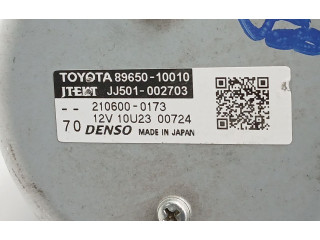 TOYOTA 89650-10010
JTEKT JJ501-002703
-- 210600-0173
12V 10U23 00724
70 DENSO MADE IN JAPAN